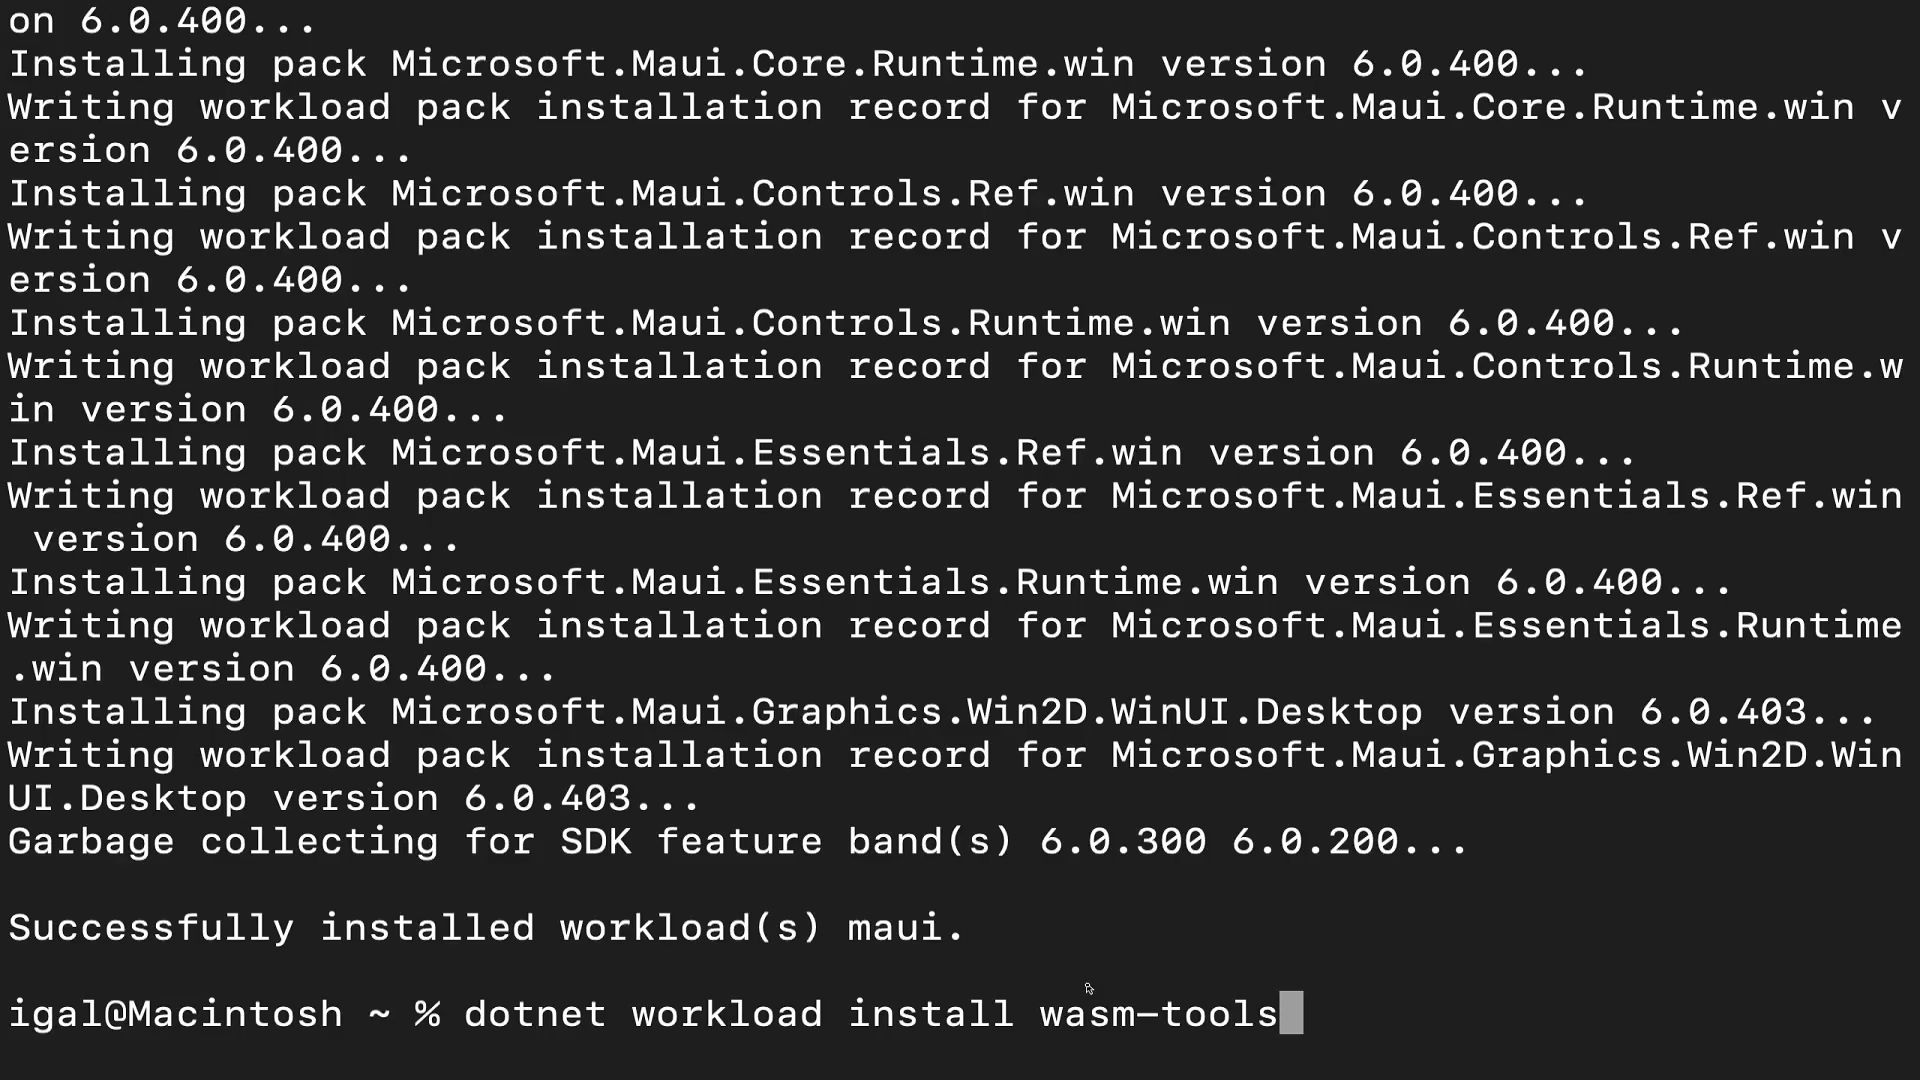 on 6.0.400...
Installing pack Microsoft.Maui.Core.Runtime.win version 6.0.400...
Writing workload pack installation record for Microsoft.Maui.Core.Runtime.win v
ersion 6.0.400...
Installing pack Microsoft.Maui.Controls.Ref.win version 6.0.400...
Writing workload pack installation record for Microsoft.Maui.Controls.Ref.win v
ersion 6.0.400...
Installing pack Microsoft.Maui.Controls.Runtime.win version 6.0.400...
Writing workload pack installation record for Microsoft.Maui.Controls.Runtime.w
in version 6.0.400...
Installing pack Microsoft.Maui.Essentials.Ref.win version 6.0.400...
Writing workload pack installation record for Microsoft.Maui.Essentials.Ref.win
 version 6.0.400...
Installing pack Microsoft.Maui.Essentials.Runtime.win version 6.0.400...
Writing workload pack installation record for Microsoft.Maui.Essentials.Runtime
.win version 6.0.400...
Installing pack Microsoft.Maui.Graphics.Win2D.WinUI.Desktop version 6.0.403...
Writing workload pack installation record for Microsoft.Maui.Graphics.Win2D.Win
UI.Desktop version 6.0.403...
Garbage collecting for SDK feature band(s) 6.0.300 6.0.200...
Successfully installed workload(s) maui.
igal@Macintosh ~ % dotnet workload install wasm-tools